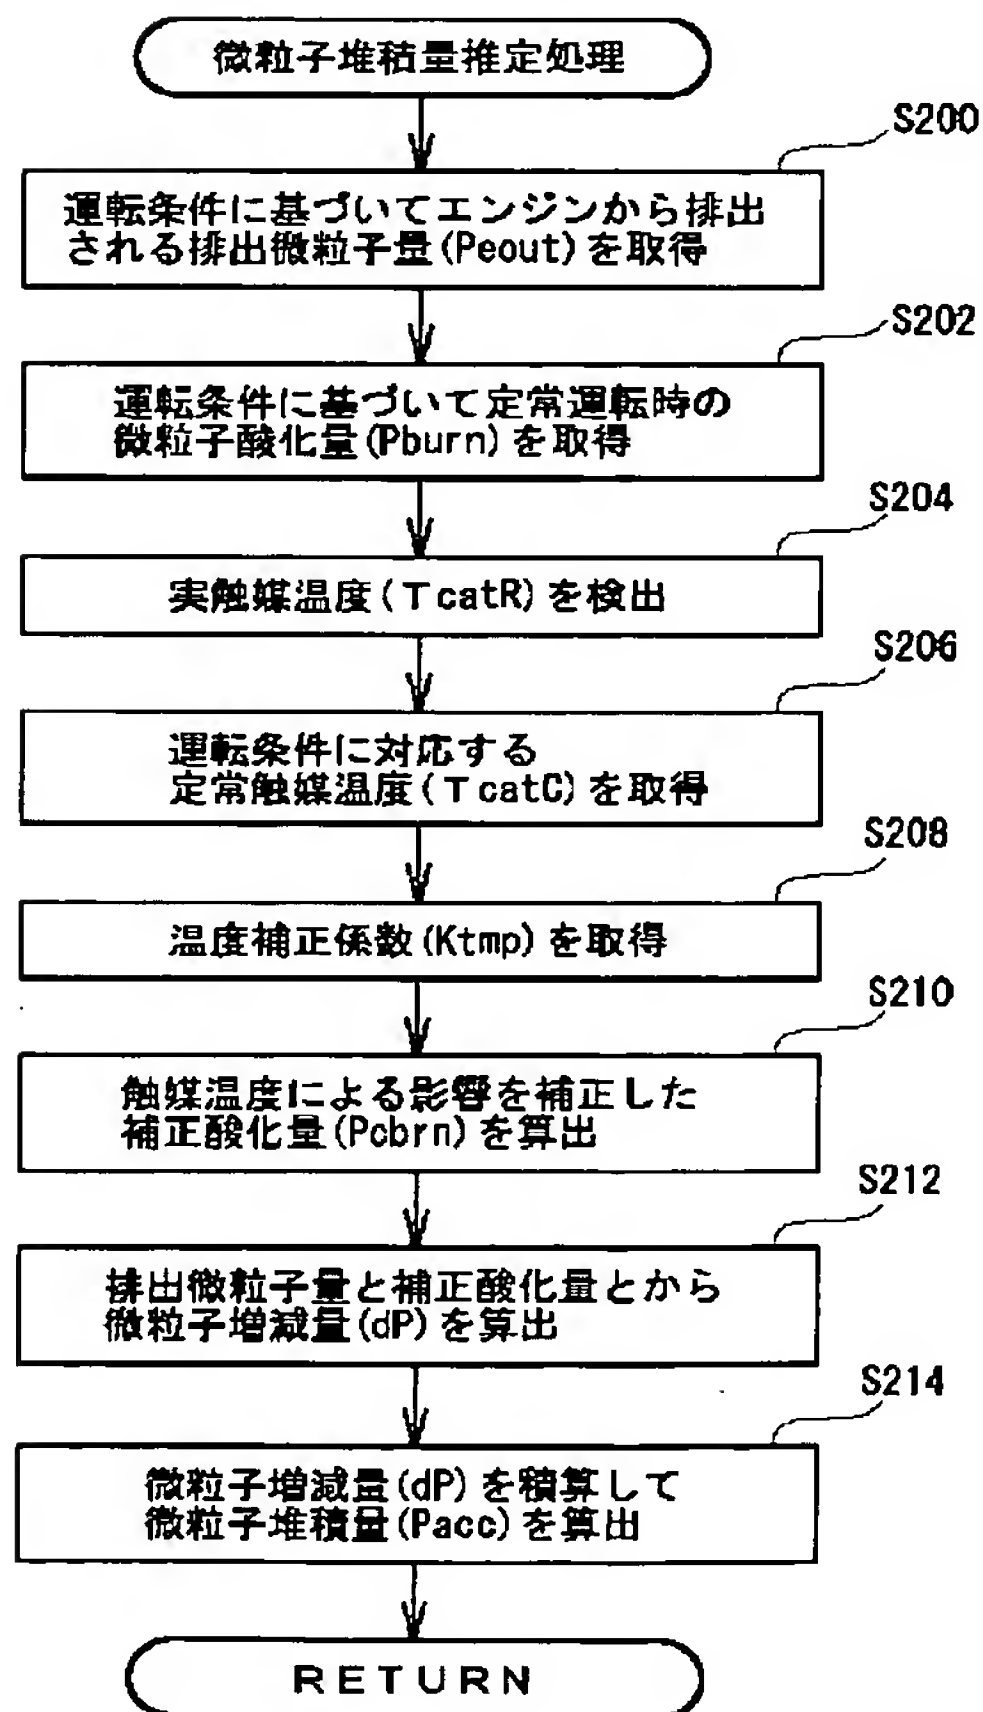 微粒子堆積量推定処理
S200
運転条件に基づいてエンジンから排出
される排出微粒子量(Peout)を取得
S202
運転条件に基づいて定常運転時の
微粒子酸化量(Pburn)を取得
S204
実触媒温度(TcatR)を検出
S206
運転条件に対応する
定常触媒温度(TcatC)を取得
S208
温度補正係数(Ktmp)を取得
S210
触媒温度による影響を補正した
補正酸化量(Pcbrn)を算出
S212
排出微粒子量と補正酸化量とから
微粒子増減量(dP)を算出
S214
微粒子増減量(dP)を積算して
微粒子堆積量(Pacc)を算出
RETURN